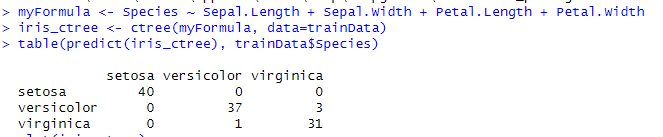 > myFormula <- Species ~ Sepal.Length + Sepal.Width + Petal.Length + Petal.Width
> iris_ctree <- ctree(myFormula, data=trainData)
> table(predict(iris_ctree), trainData$Species)
setosa versicolor virginica
setosa 40 0 0
versicolor 0 37 3
virginica 0 1 31